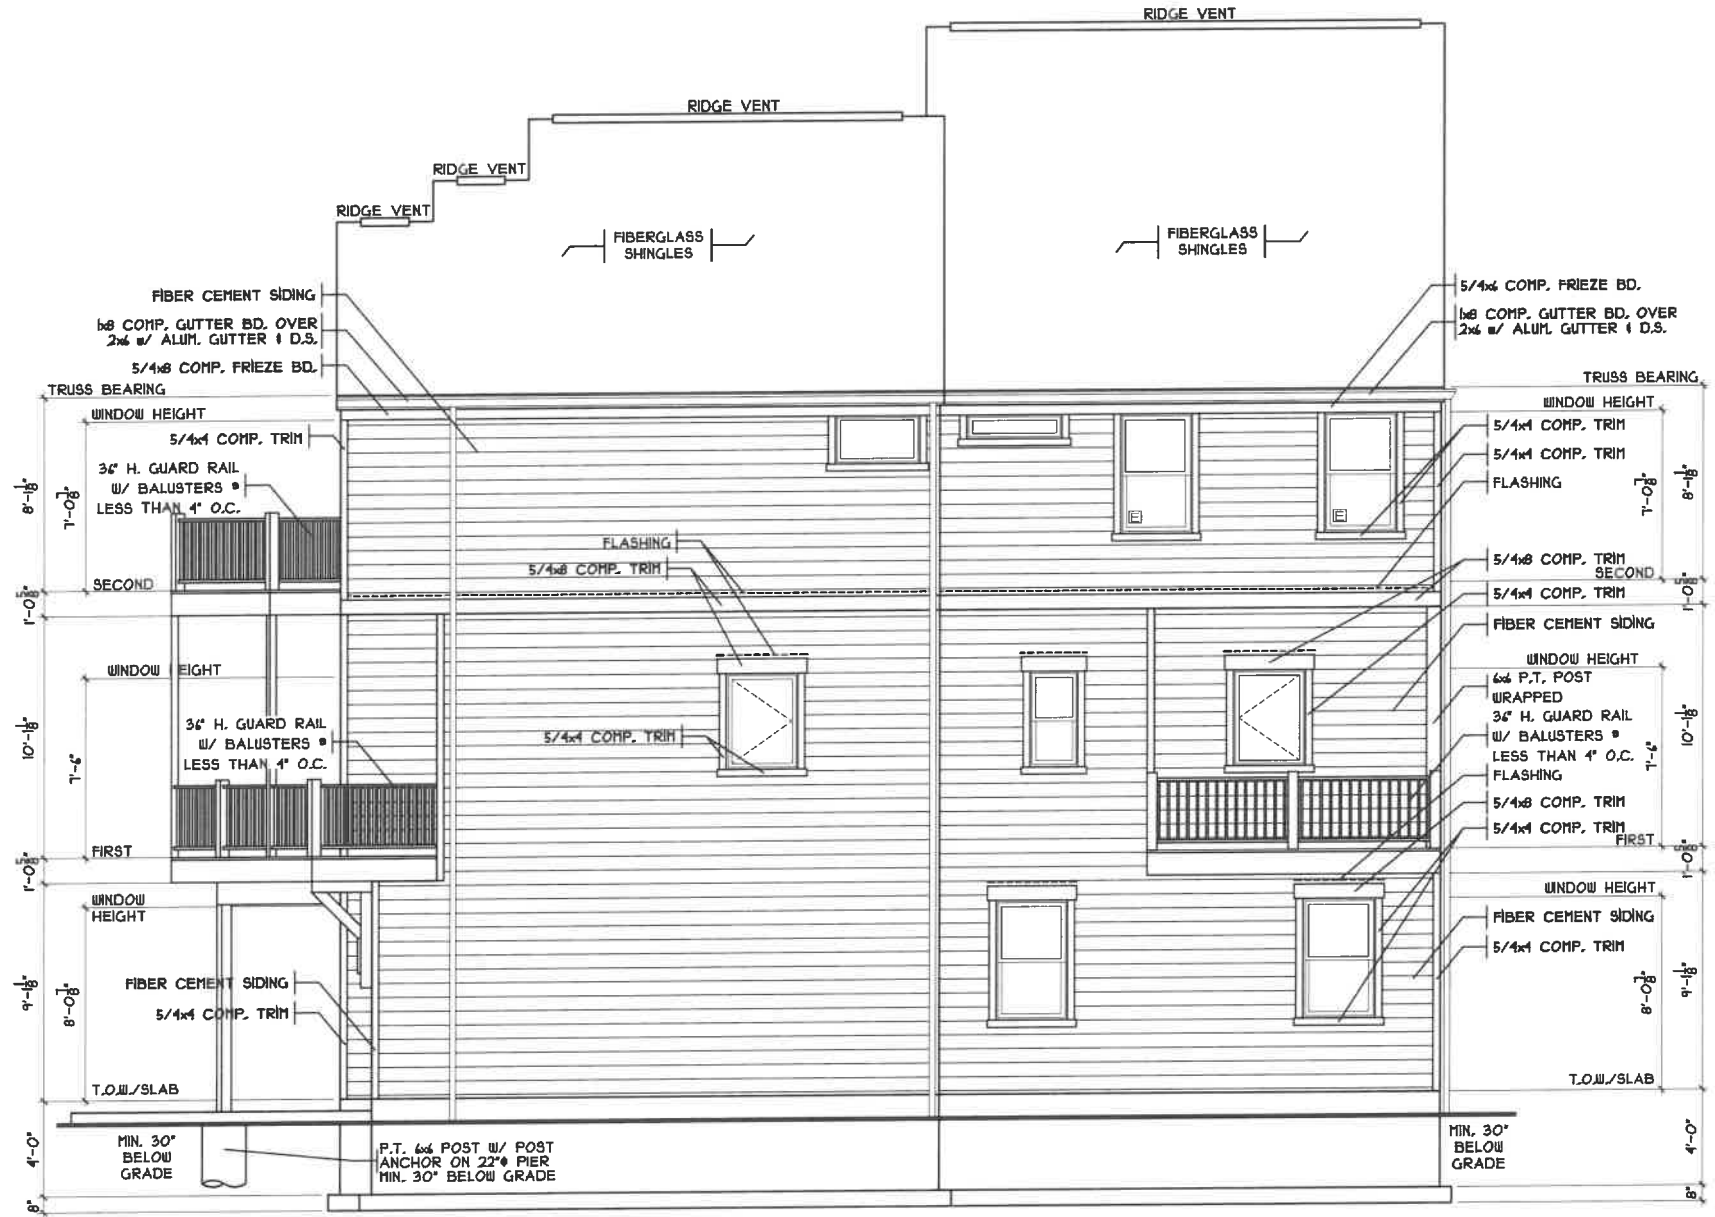 RIDGE VENT
RIDGE VENT
RIDGE VENT
RIDGE VENT
FIBERGLASS
SHINGLES
FIBERGLASS
SHINGLES
FIBER CEMENT SIDING
1x8 COMP. GUTTER BD. OVER
2x6 w/ ALUM. GUTTER & D.S.
5/4x8 COMP. FRIEZE BD.
TRUSS BEARING
WINDOW HEIGHT
5/4x4 COMP. TRIM
36" H. GUARD RAIL
W/ BALUSTERS @
LESS THAN 4" O.C.
8'-1 1/8"
7'-0 1/8"
SECOND
1'-0 5/8"
WINDOW HEIGHT
36" H. GUARD RAIL
W/ BALUSTERS @
LESS THAN 4" O.C.
10'-1 1/8"
7'-6"
FIRST
1'-0 5/8"
WINDOW
HEIGHT
FIBER CEMENT SIDING
5/4x4 COMP. TRIM
9'-1 1/8"
8'-0 1/8"
T.O.W./SLAB
MIN. 30"
BELOW
GRADE
4'-0"
8"
P.T. 6x6 POST W/ POST
ANCHOR ON 22"ø PIER
MIN. 30" BELOW GRADE
FLASHING
5/4x8 COMP. TRIM
5/4x4 COMP. TRIM
E
E
5/4x6 COMP. FRIEZE BD.
1x8 COMP. GUTTER BD. OVER
2x6 w/ ALUM. GUTTER & D.S.
TRUSS BEARING
WINDOW HEIGHT
5/4x4 COMP. TRIM
5/4x4 COMP. TRIM
FLASHING
7'-0 1/8"
8'-1 1/8"
5/4x8 COMP. TRIM
SECOND
1'-0 5/8"
5/4x4 COMP. TRIM
FIBER CEMENT SIDING
WINDOW HEIGHT
6x6 P.T. POST
WRAPPED
36" H. GUARD RAIL
W/ BALUSTERS @
LESS THAN 4" O.C.
7'-6"
10'-1 1/8"
FLASHING
5/4x8 COMP. TRIM
5/4x4 COMP. TRIM
FIRST
1'-0 5/8"
WINDOW HEIGHT
FIBER CEMENT SIDING
5/4x4 COMP. TRIM
8'-0 1/8"
9'-1 1/8"
T.O.W./SLAB
MIN. 30"
BELOW
GRADE
4'-0"
8"